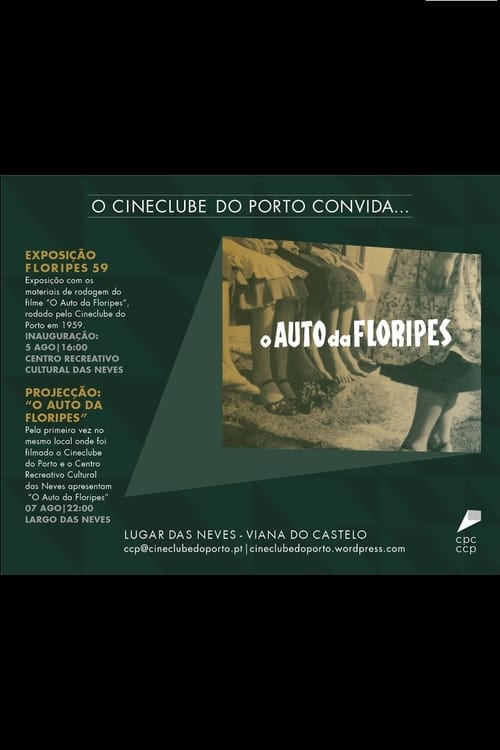 O CINECLUBE DO PORTO CONVIDA...
EXPOSIÇÃO
FLORIPES 59
Exposição com os
materiais de rodagem do
filme "O Auto da Floripes",
rodado pelo Cineclube do
Porto em 1959.
INAUGURAÇÃO:
5 AGO|16:00
CENTRO RECREATIVO
CULTURAL DAS NEVES
PROJECÇÃO:
"O AUTO DA
FLORIPES"
Pela primeira vez no
mesmo local onde foi
filmado o Cineclube
do Porto e o Centro
Recreativo Cultural
das Neves apresentam
"O Auto da Floripes"
07 AGO|22:00
LARGO DAS NEVES
o AUTO da FLORIPES
LUGAR DAS NEVES - VIANA DO CASTELO
ccp@cineclubedoporto.pt|cineclubedoporto.wordpress.com
cpc
ccp